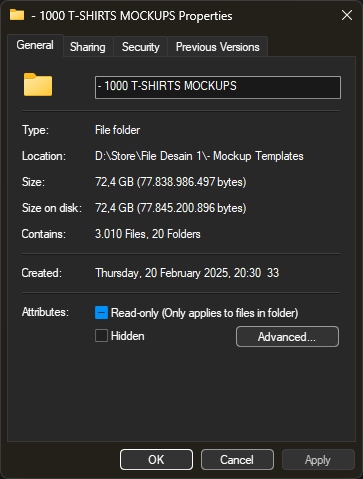 - 1000 T-SHIRTS MOCKUPS Properties
General Sharing Security Previous Versions
- 1000 T-SHIRTS MOCKUPS
Type: File folder
Location: D:\Store\File Desain 1\- Mockup Templates
Size: 72,4 GB (77.838.986.497 bytes)
Size on disk: 72,4 GB (77.845.200.896 bytes)
Contains: 3.010 Files, 20 Folders
Created: Thursday, 20 February 2025, 20:30 33
Attributes: Read-only (Only applies to files in folder)
Hidden Advanced...
OK Cancel Apply